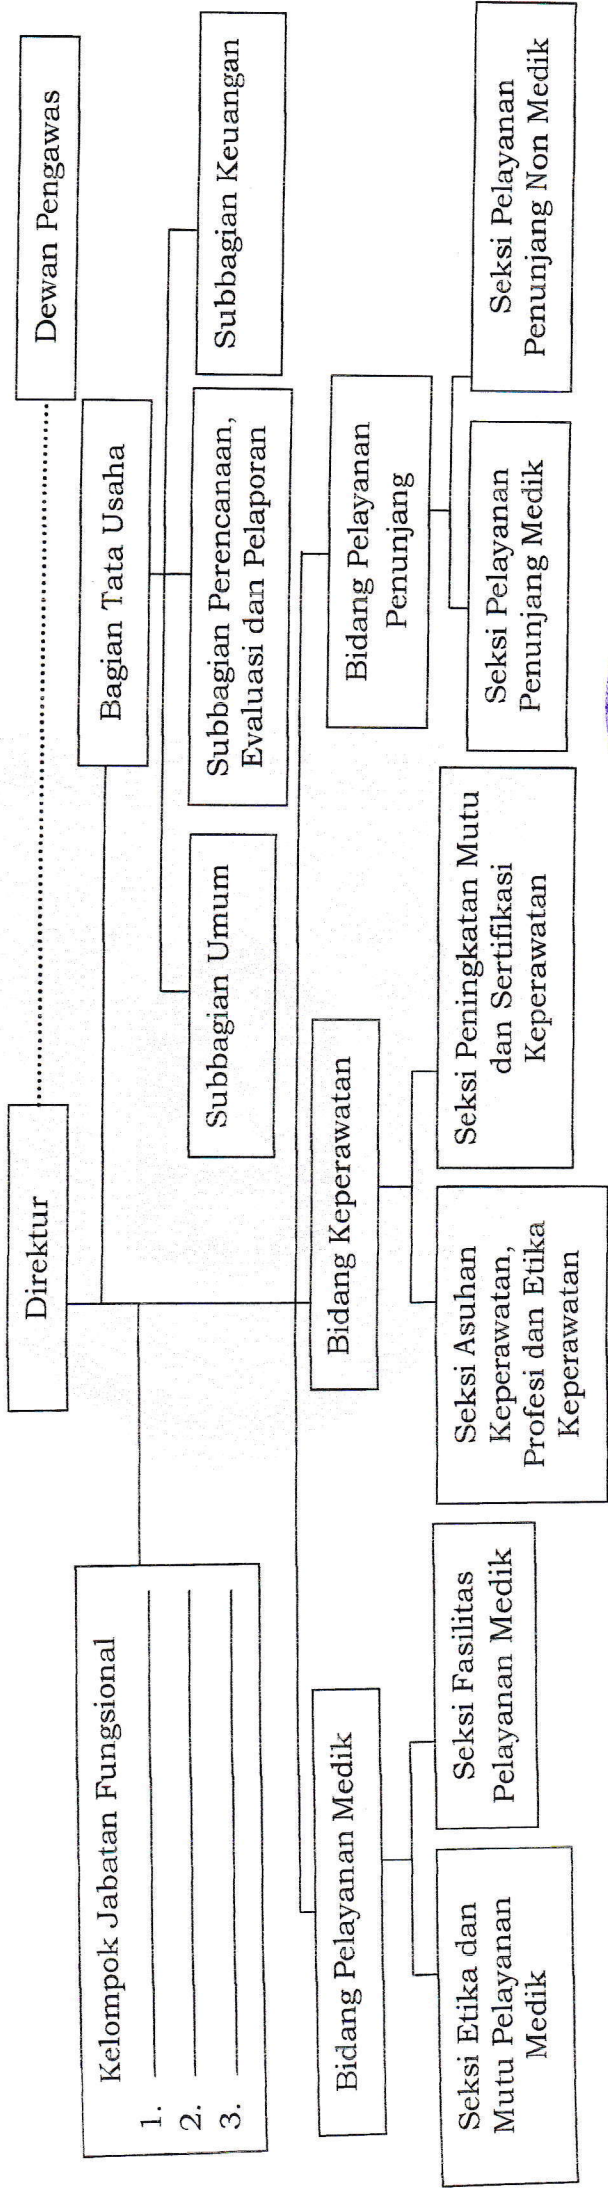 Direktur
Dewan Pengawas
Kelompok Jabatan Fungsional
1.
2.
3.
Bagian Tata Usaha
Subbagian Umum
Subbagian Perencanaan,
Evaluasi dan Pelaporan
Subbagian Keuangan
Bidang Pelayanan Medik
Bidang Keperawatan
Bidang Pelayanan
Penunjang
Seksi Etika dan
Mutu Pelayanan
Medik
Seksi Fasilitas
Pelayanan Medik
Seksi Asuhan
Keperawatan,
Profesi dan Etika
Keperawatan
Seksi Peningkatan Mutu
dan Sertifikasi
Keperawatan
Seksi Pelayanan
Penunjang Medik
Seksi Pelayanan
Penunjang Non Medik